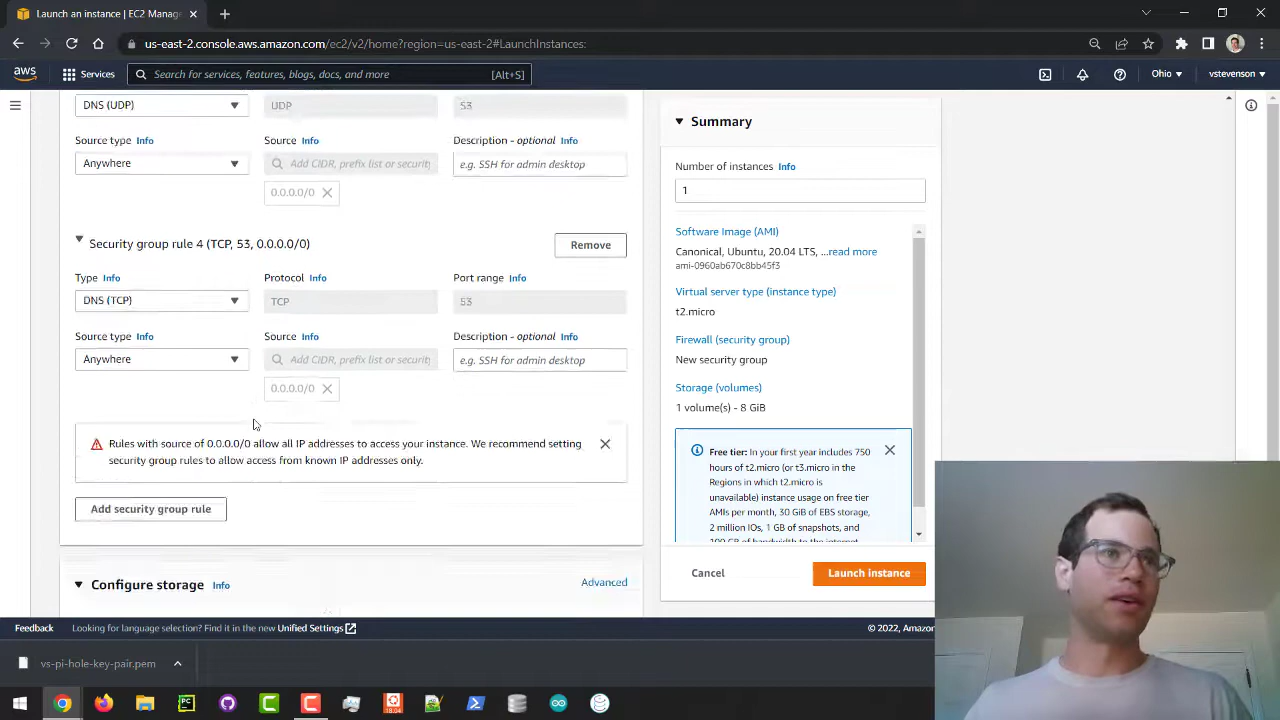 Launch an instance | EC2 Manag
us-east-2.console.aws.amazon.com/ec2/v2/home?region=us-east-2#LaunchInstances:
aws
Services
Search for services, features, blogs, docs, and more
[Alt+S]
Ohio
vstevenson
DNS (UDP)
UDP
53
Source type Info
Source Info
Description - optional Info
Anywhere
Add CIDR, prefix list or security
e.g. SSH for admin desktop
0.0.0.0/0
Security group rule 4 (TCP, 53, 0.0.0.0/0)
Remove
Type Info
Protocol Info
Port range Info
DNS (TCP)
TCP
53
Source type Info
Source Info
Description - optional Info
Anywhere
Add CIDR, prefix list or security
e.g. SSH for admin desktop
0.0.0.0/0
Rules with source of 0.0.0.0/0 allow all IP addresses to access your instance. We recommend setting
security group rules to allow access from known IP addresses only.
Add security group rule
Configure storage Info
Advanced
Summary
Number of instances Info
1
Software Image (AMI)
Canonical, Ubuntu, 20.04 LTS, ...read more
ami-0960ab670c8bb45f3
Virtual server type (instance type)
t2.micro
Firewall (security group)
New security group
Storage (volumes)
1 volume(s) - 8 GiB
Free tier: In your first year includes 750
hours of t2.micro (or t3.micro in the
Regions in which t2.micro is
unavailable) instance usage on free tier
AMIs per month, 30 GiB of EBS storage,
2 million IOs, 1 GB of snapshots, and
100 GB of bandwidth to the internet
Cancel
Launch instance
Feedback
Looking for language selection? Find it in the new Unified Settings
© 2022, Amazon
vs-pi-hole-key-pair.pem
PC
18.04